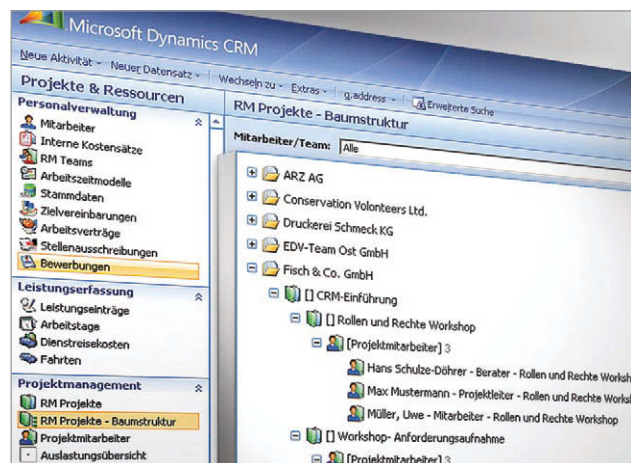 Microsoft Dynamics CRM
Neue Aktivität Neuer Datensatz Wechseln zu Extras g.address Erweiterte Suche
Projekte & Ressourcen
Personalverwaltung
Mitarbeiter
Interne Kostensätze
RM Teams
Arbeitszeitmodelle
Stammdaten
Zielvereinbarungen
Arbeitsverträge
Stellenausschreibungen
Bewerbungen
Leistungserfassung
Leistungseinträge
Arbeitstage
Dienstreisekosten
Fahrten
Projektmanagement
RM Projekte
RM Projekte - Baumstruktur
Projektmitarbeiter
Auslastungsübersicht
RM Projekte - Baumstruktur
Mitarbeiter/Team: Alle
ARZ AG
Conservation Volonteers Ltd.
Druckerei Schmeck KG
EDV-Team Ost GmbH
Fisch & Co. GmbH
[] CRM-Einführung
[] Rollen und Rechte Workshop
[Projektmitarbeiter] 3
Hans Schulze-Döhrer - Berater - Rollen und Rechte Worksh
Max Mustermann - Projektleiter - Rollen und Rechte Works
Müller, Uwe - Mitarbeiter - Rollen und Rechte Workshop
[] Workshop- Anforderungsaufnahme
[Projektmitarbeiter] 3